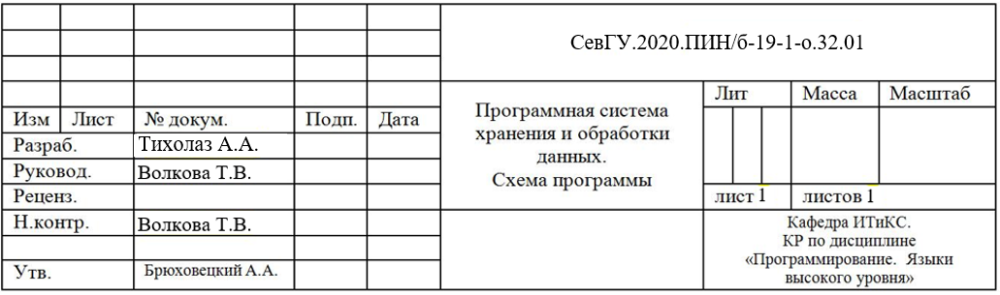 СевГУ.2020.ПИН/б-19-1-о.32.01
Лит Масса Масштаб
Программная система
хранения и обработки
данных.
Схема программы
Изм Лист № докум. Подп. Дата
Разраб. Тихолаз А.А.
Руковод. Волкова Т.В.
Реценз.
лист 1 листов 1
Н.контр. Волкова Т.В.
Утв. Брюховецкий А.А.
Кафедра ИТиКС.
КР по дисциплине
«Программирование. Языки
высокого уровня»